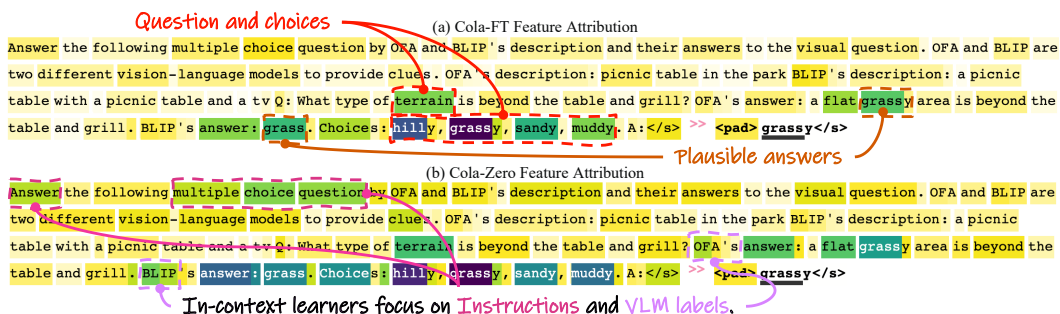 Question and choices
(a) Cola-FT Feature Attribution
Answer the following multiple choice question by OFA and BLIP's description and their answers to the visual question. OFA and BLIP are
two different vision-language models to provide clues. OFA's description: picnic table in the park BLIP's description: a picnic
table with a picnic table and a tv Q: What type of terrain is beyond the table and grill? OFA's answer: a flat grassy area is beyond the
table and grill. BLIP's answer: grass. Choices: hilly, grassy, sandy, muddy. A:</s> >> <pad> grassy</s>
Plausible answers
(b) Cola-Zero Feature Attribution
Answer the following multiple choice question by OFA and BLIP's description and their answers to the visual question. OFA and BLIP are
two different vision-language models to provide clues. OFA's description: picnic table in the park BLIP's description: a picnic
table with a picnic table and a tv Q: What type of terrain is beyond the table and grill? OFA's answer: a flat grassy area is beyond the
table and grill. BLIP's answer: grass. Choices: hilly, grassy, sandy, muddy. A:</s> >> <pad> grassy</s>
In-context learners focus on Instructions and VLM labels.